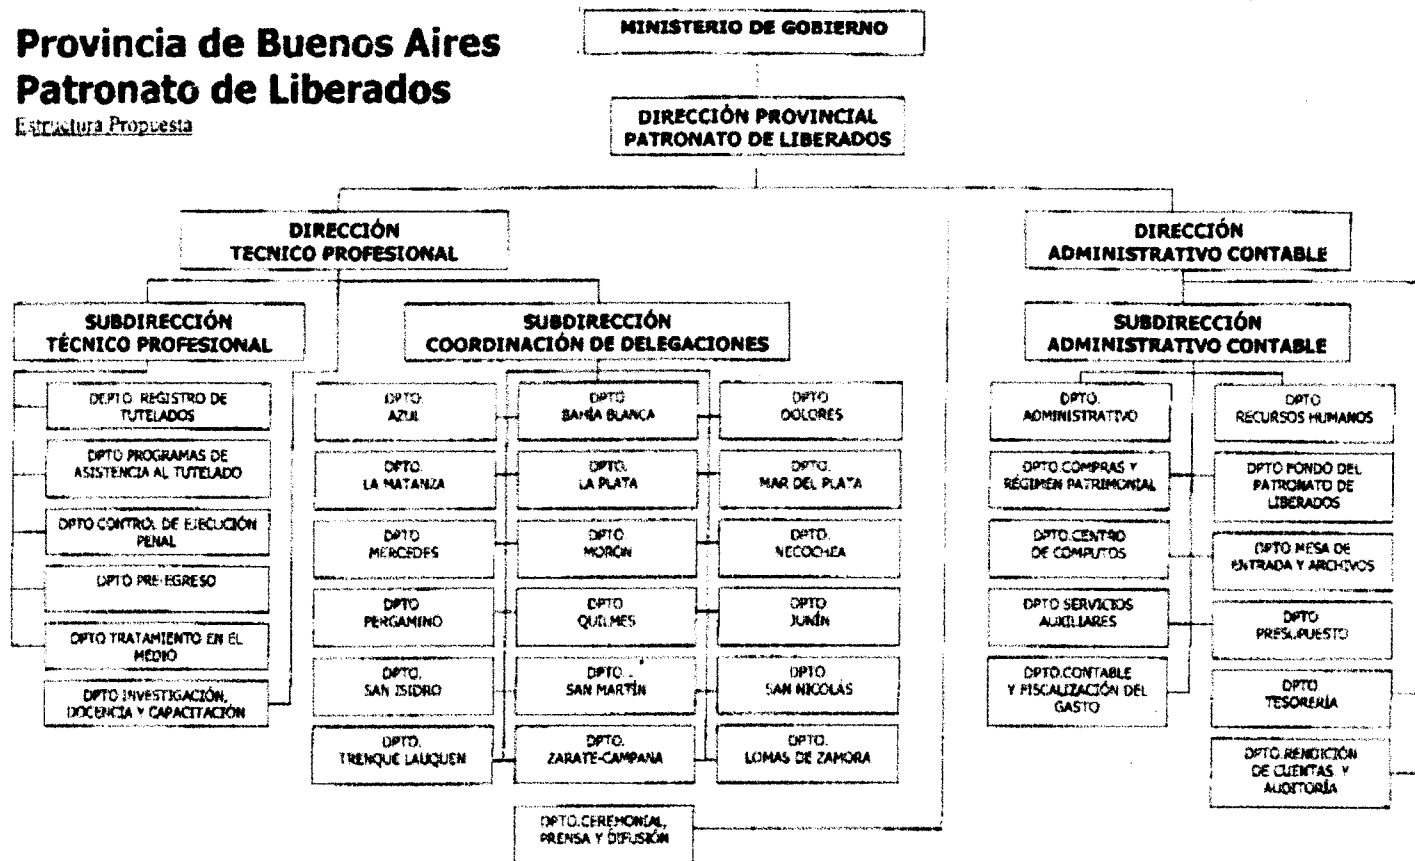 Provincia de Buenos Aires
Patronato de Liberados
Estructura Propuesta
MINISTERIO DE GOBIERNO
DIRECCIÓN PROVINCIAL
PATRONATO DE LIBERADOS
DIRECCIÓN
TECNICO PROFESIONAL
DIRECCIÓN
ADMINISTRATIVO CONTABLE
SUBDIRECCIÓN
TÉCNICO PROFESIONAL
SUBDIRECCIÓN
COORDINACIÓN DE DELEGACIONES
SUBDIRECCIÓN
ADMINISTRATIVO CONTABLE
DEPTO. REGISTRO DE
TUTELADOS
DPTO PROGRAMAS DE
ASISTENCIA AL TUTELADO
DPTO CONTROL DE EJECUCIÓN
PENAL
DPTO PRE-EGRESO
DPTO TRATAMIENTO EN EL
MEDIO
DPTO INVESTIGACIÓN,
DOCENCIA Y CAPACITACIÓN
DPTO.
AZUL
DPTO
BAHÍA BLANCA
DPTO
DOLORES
DPTO.
LA MATANZA
DPTO.
LA PLATA
DPTO.
MAR DEL PLATA
DPTO
MERCEDES
DPTO
MORÓN
DPTO.
NECOCHEA
DPTO
PERGAMINO
DPTO
QUILMES
DPTO
JUNÍN
DPTO.
SAN ISIDRO
DPTO.
SAN MARTÍN
DPTO
SAN NICOLÁS
DPTO.
TRENQUE LAUQUEN
DPTO.
ZARATE-CAMPANA
DPTO.
LOMAS DE ZAMORA
DPTO.CEREMONIAL,
PRENSA Y DIFUSIÓN
DPTO.
ADMINISTRATIVO
DPTO
RECURSOS HUMANOS
DPTO.COMPRAS Y
RÉGIMEN PATRIMONIAL
DPTO FONDO DEL
PATRONATO DE
LIBERADOS
DPTO.CENTRO
DE COMPUTOS
DPTO MESA DE
ENTRADA Y ARCHIVOS
DPTO SERVICIOS
AUXILIARES
DPTO
PRESUPUESTO
DPTO.CONTABLE
Y FISCALIZACIÓN DEL
GASTO
DPTO
TESORERÍA
DPTO.RENDICIÓN
DE CUENTAS Y
AUDITORÍA